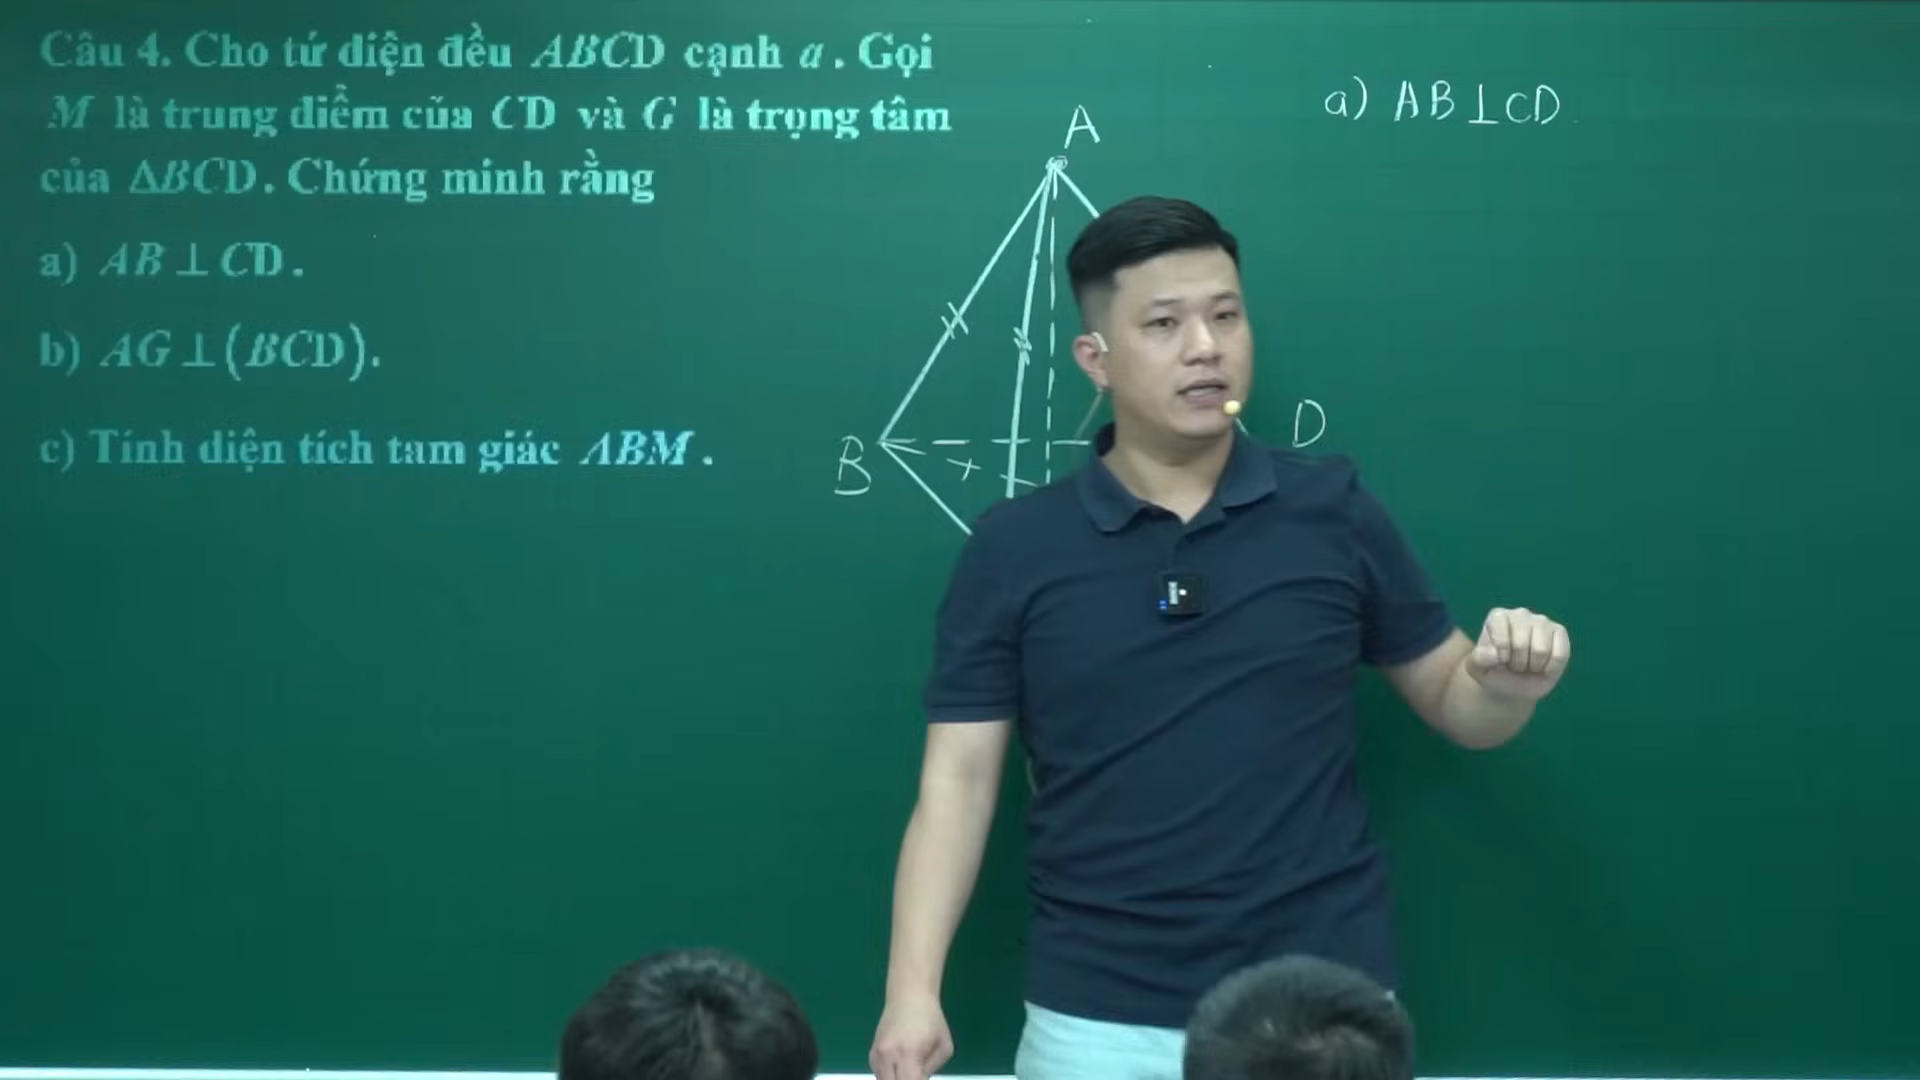 Câu 4. Cho tứ diện đều ABCD cạnh a. Gọi
M là trung điểm của CD và G là trọng tâm
của ΔBCD. Chứng minh rằng
a) AB ⊥ CD.
b) AG ⊥ (BCD).
c) Tính diện tích tam giác ABM.
a) AB ⊥ CD
A
B
D